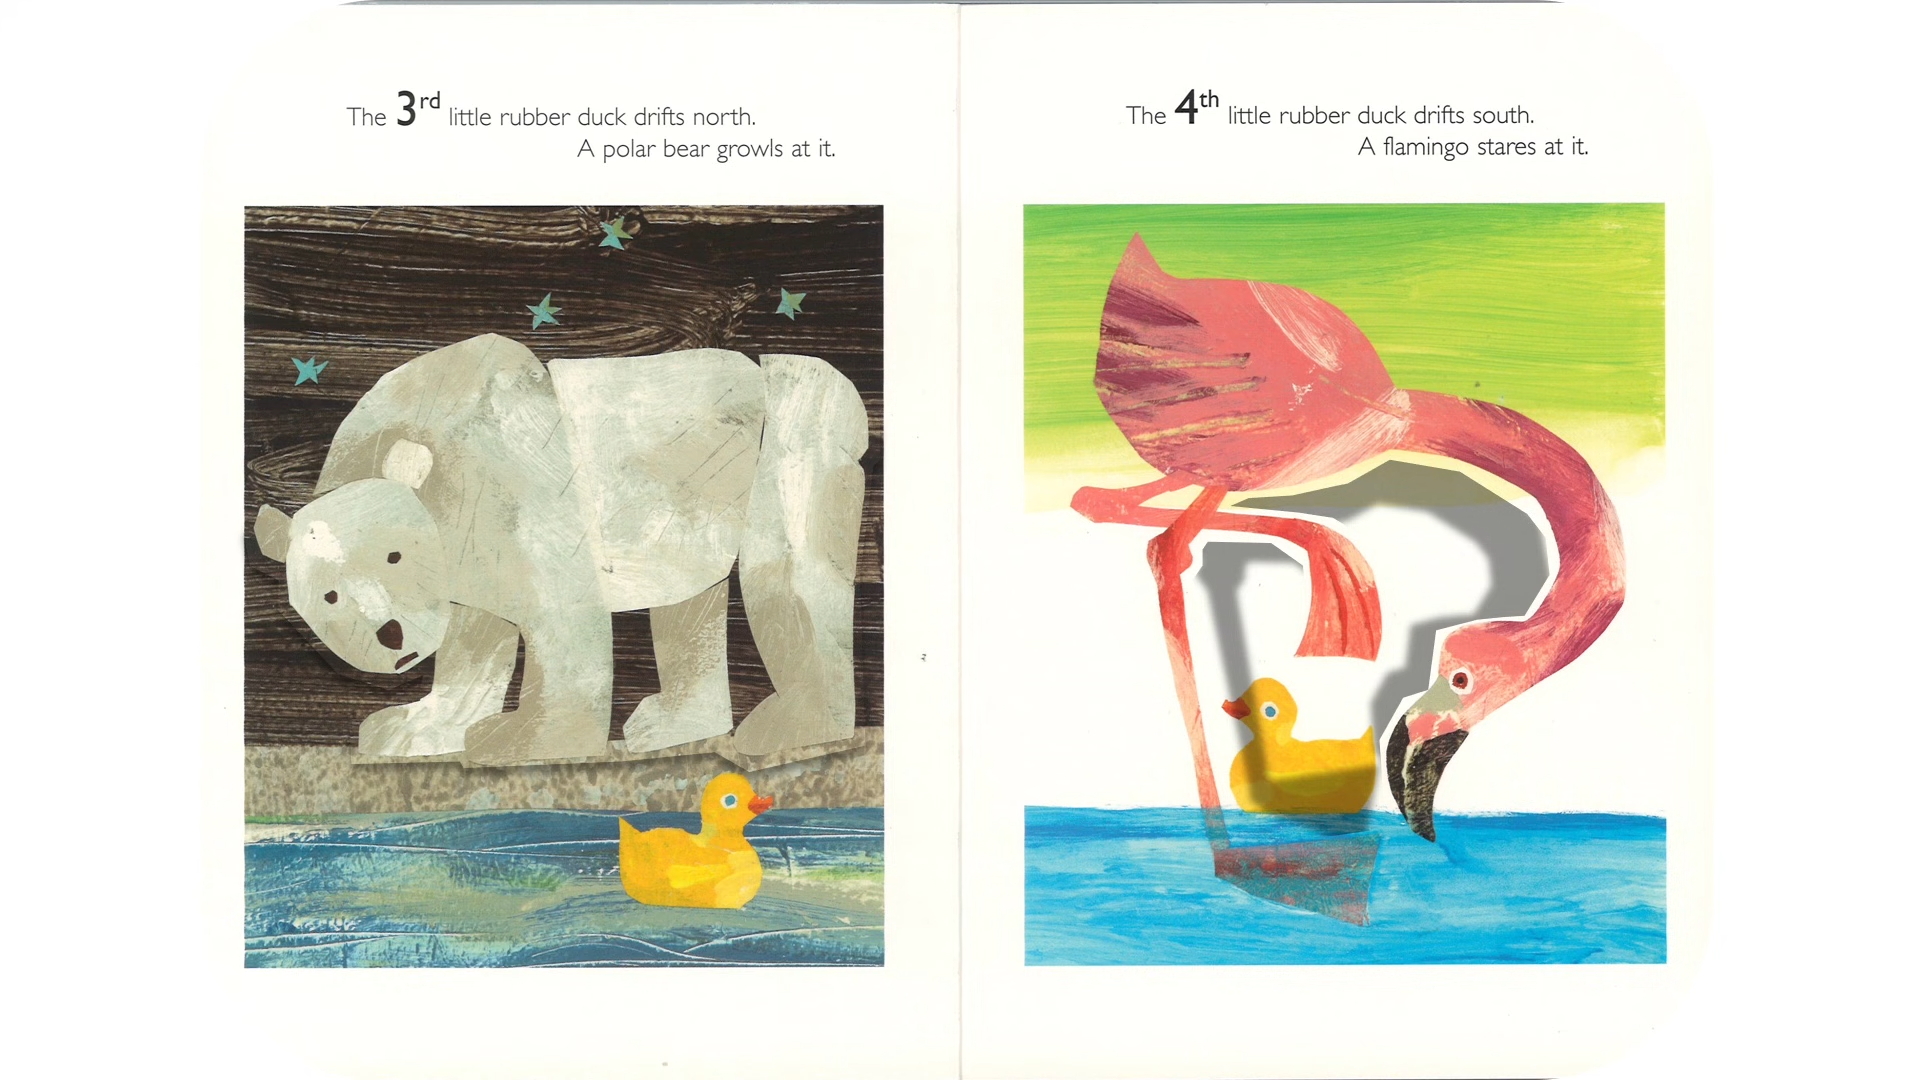 The 3rd little rubber duck drifts north.
A polar bear growls at it.
The 4th little rubber duck drifts south.
A flamingo stares at it.